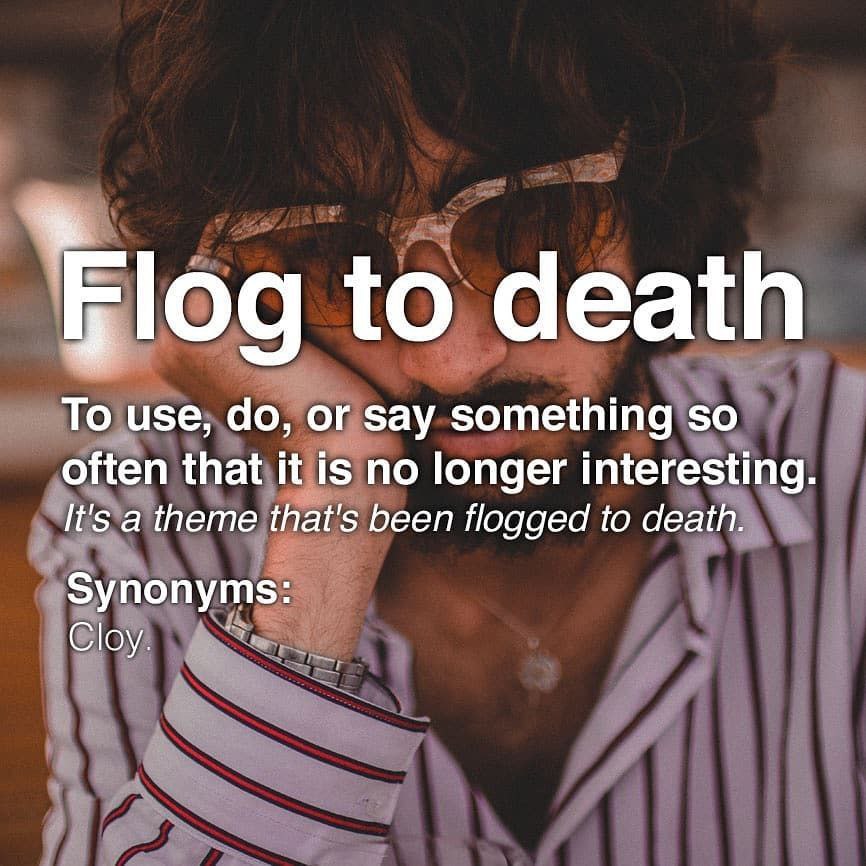 Flog to death
To use, do, or say something so
often that it is no longer interesting.
It's a theme that's been flogged to death.
Synonyms:
Cloy.